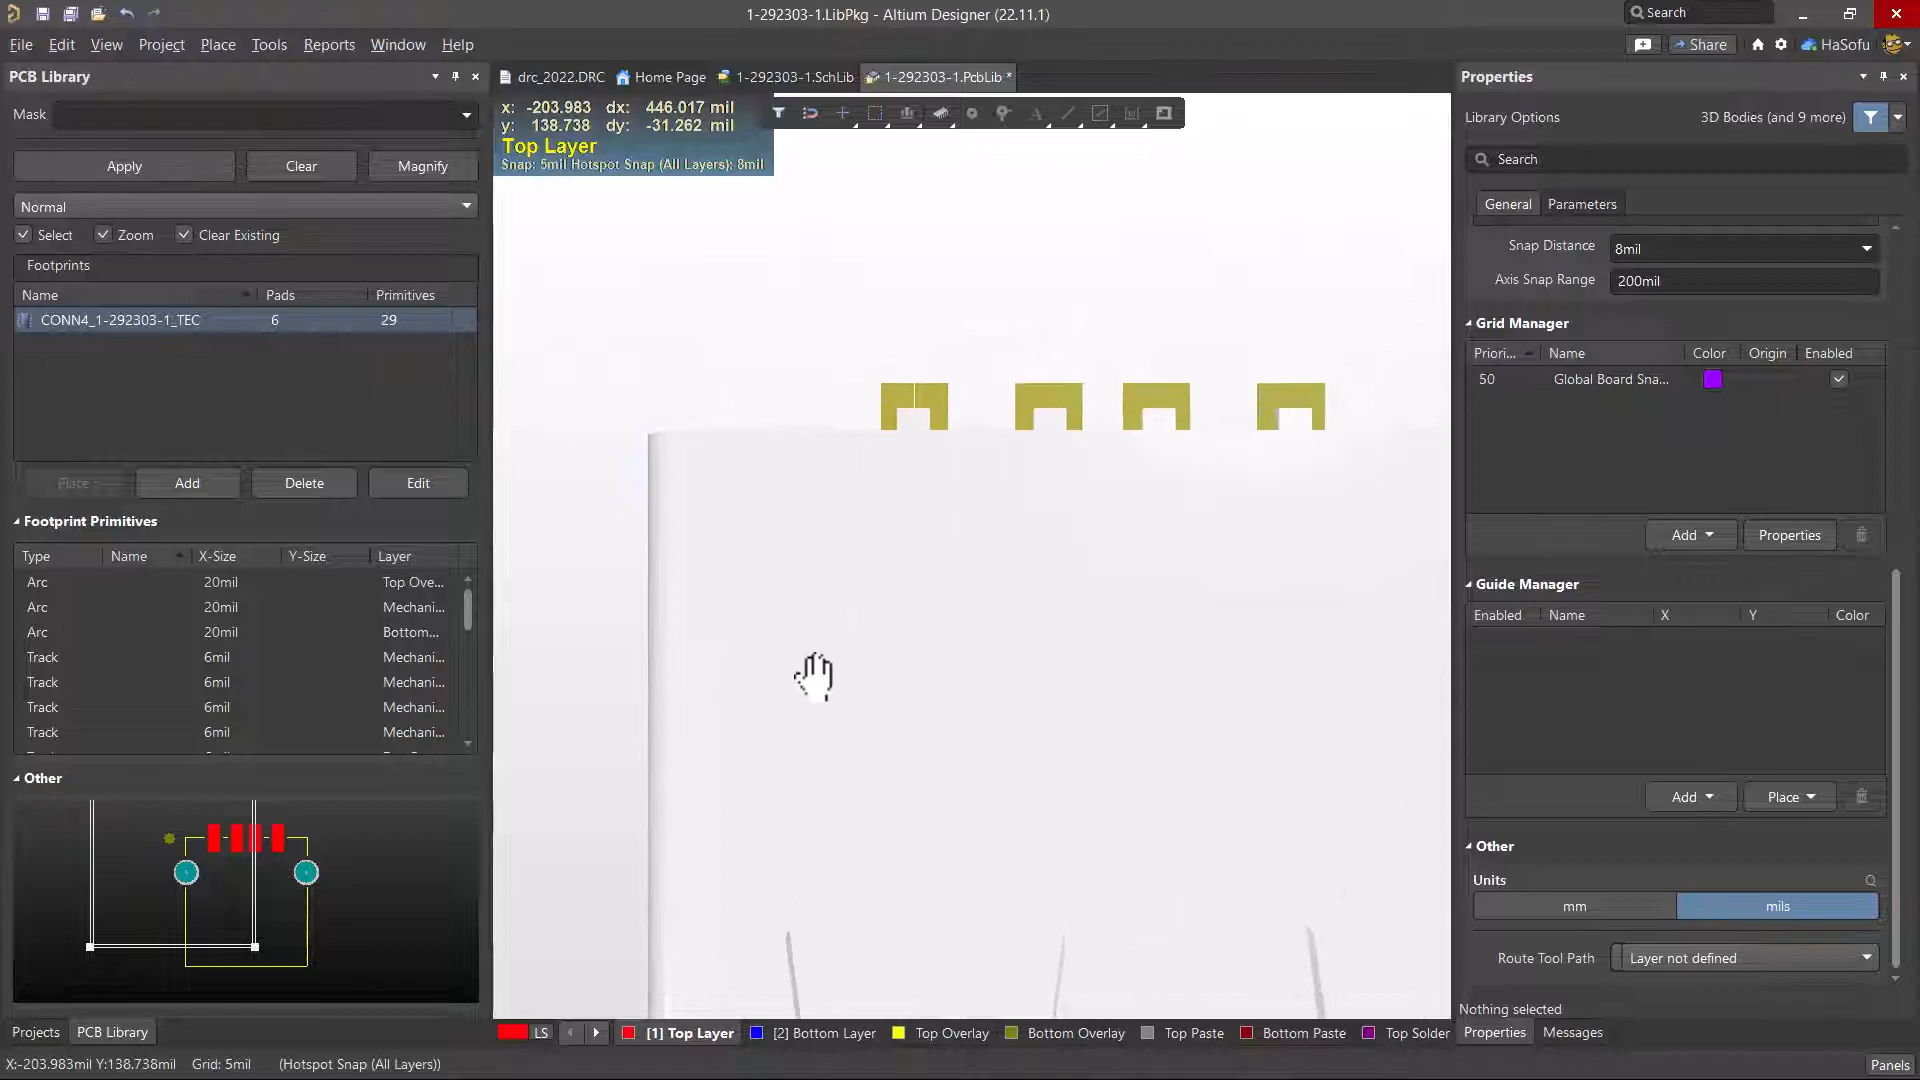 1-292303-1.LibPkg - Altium Designer (22.11.1)
Search
File Edit View Project Place Tools Reports Window Help
Share
HaSofu
PCB Library
drc_2022.DRC
Home Page
1-292303-1.SchLib
1-292303-1.PcbLib *
Properties
Mask
x: -203.983 dx: 446.017 mil
y: 138.738 dy: -31.262 mil
Top Layer
Snap: 5mil Hotspot Snap (All Layers): 8mil
Library Options
3D Bodies (and 9 more)
Search
Apply
Clear
Magnify
Normal
General
Parameters
Select
Zoom
Clear Existing
Snap Distance
8mil
Axis Snap Range
200mil
Footprints
Name Pads Primitives
CONN4_1-292303-1_TEC 6 29
Grid Manager
Priori... Name Color Origin Enabled
50 Global Board Sna...
Place
Add
Delete
Edit
Add
Properties
Footprint Primitives
Type Name X-Size Y-Size Layer
Arc 20mil Top Ove...
Arc 20mil Mechani...
Arc 20mil Bottom...
Track 6mil Mechani...
Track 6mil Mechani...
Track 6mil Mechani...
Track 6mil Mechani...
Guide Manager
Enabled Name X Y Color
Add
Place
Other
Other
Units
mm
mils
Route Tool Path
Layer not defined
Nothing selected
Projects
PCB Library
LS
[1] Top Layer
[2] Bottom Layer
Top Overlay
Bottom Overlay
Top Paste
Bottom Paste
Top Solder
Properties
Messages
X:-203.983mil Y:138.738mil Grid: 5mil (Hotspot Snap (All Layers))
Panels